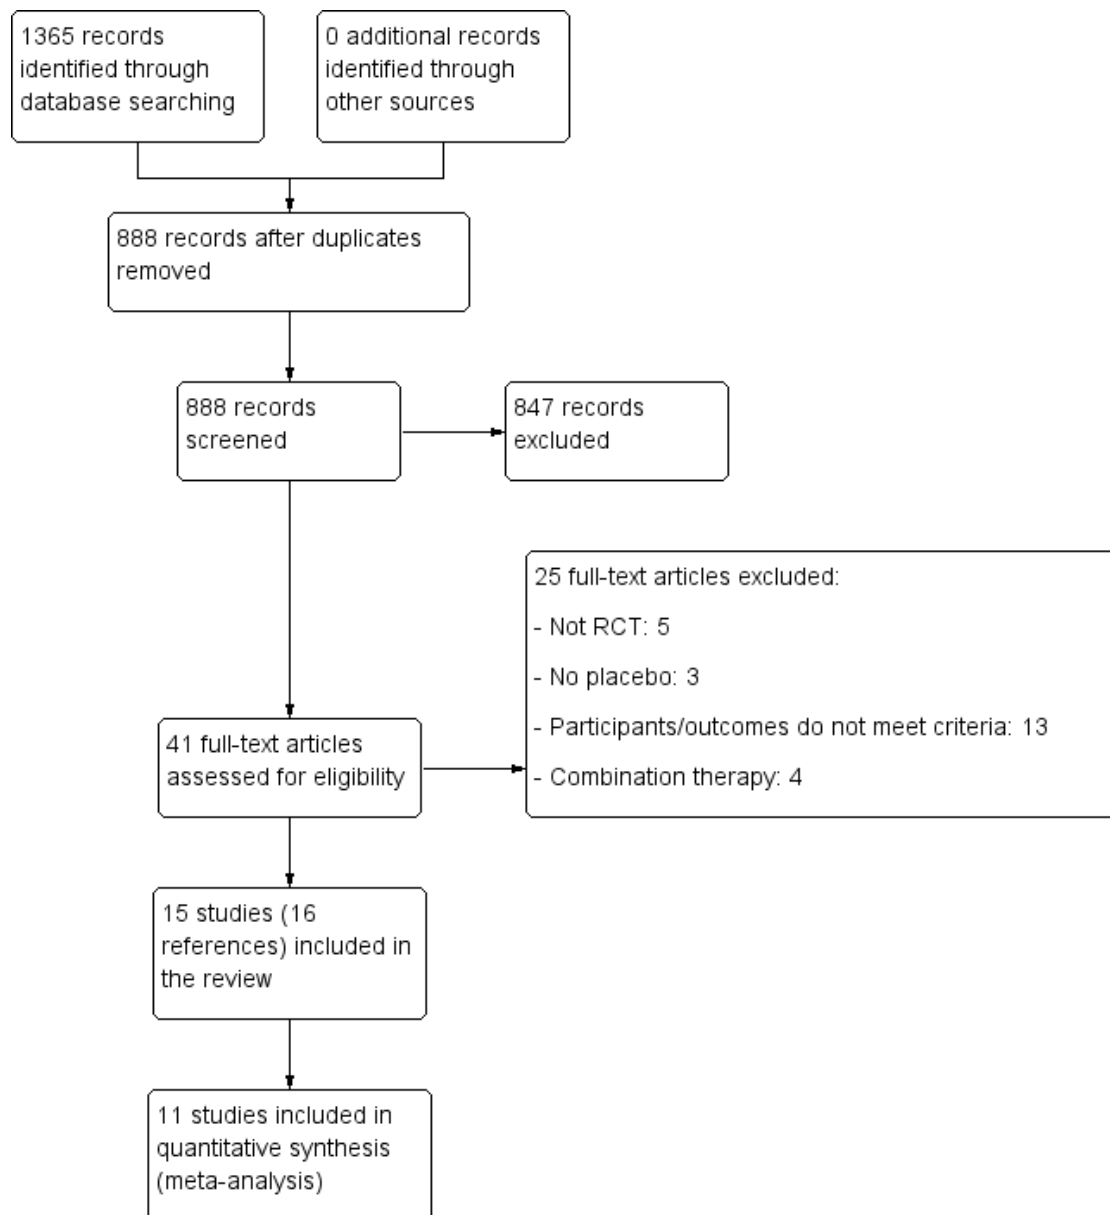 1365 records
identified through
database searching
0 additional records
identified through
other sources
888 records after duplicates
removed
888 records
screened
847 records
excluded
25 full-text articles excluded:
- Not RCT: 5
- No placebo: 3
- Participants/outcomes do not meet criteria: 13
- Combination therapy: 4
41 full-text articles
assessed for eligibility
15 studies (16
references) included in
the review
11 studies included in
quantitative synthesis
(meta-analysis)